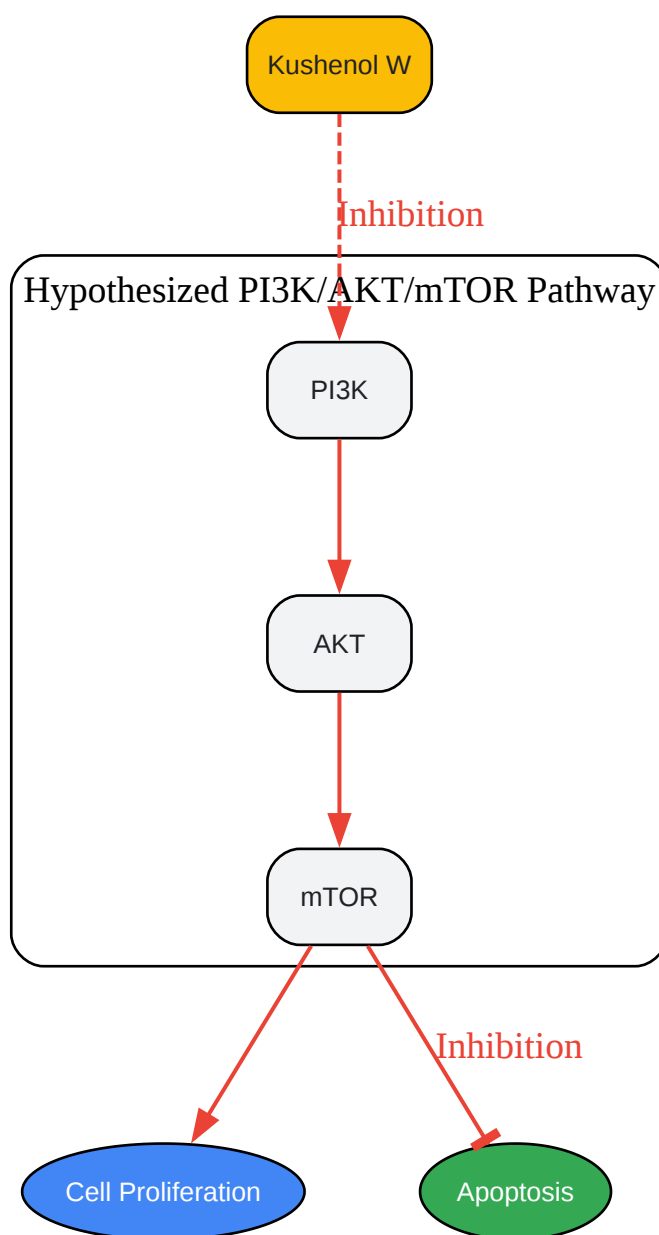 Kushenol W
Inhibition
Hypothesized PI3K/AKT/mTOR Pathway
PI3K
AKT
mTOR
Inhibition
Cell Proliferation
Apoptosis